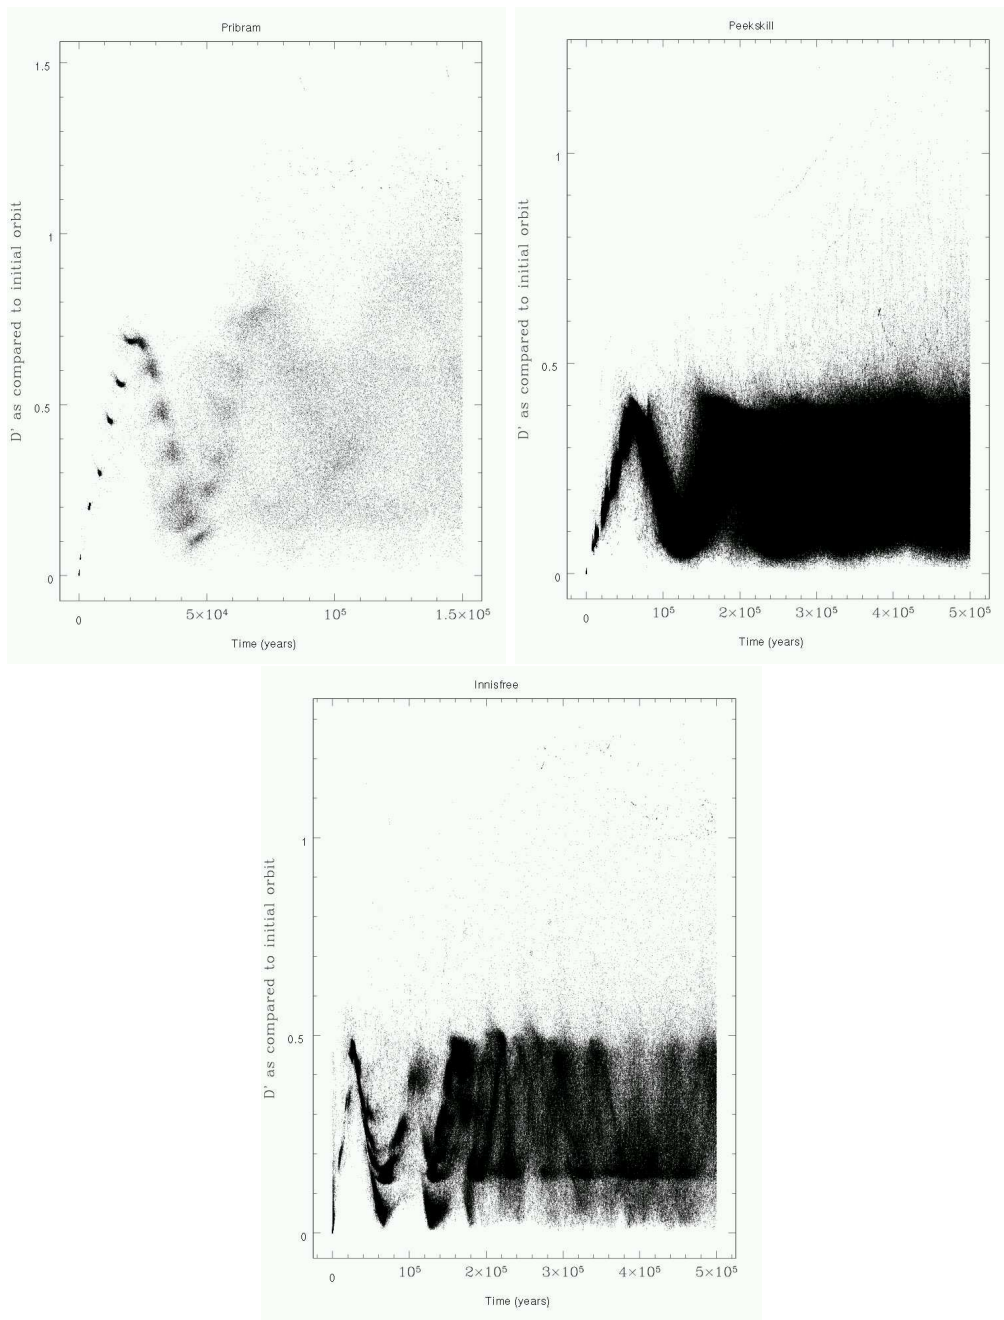 Pribram
D' as compared to initial orbit
1.5
1
0.5
0
0
5×10⁴
10⁵
1.5×10⁵
Time (years)
Peekskill
D' as compared to initial orbit
1
0.5
0
0
10⁵
2×10⁵
3×10⁵
4×10⁵
5×10⁵
Time (years)
Innisfree
D' as compared to initial orbit
1
0.5
0
0
10⁵
2×10⁵
3×10⁵
4×10⁵
5×10⁵
Time (years)